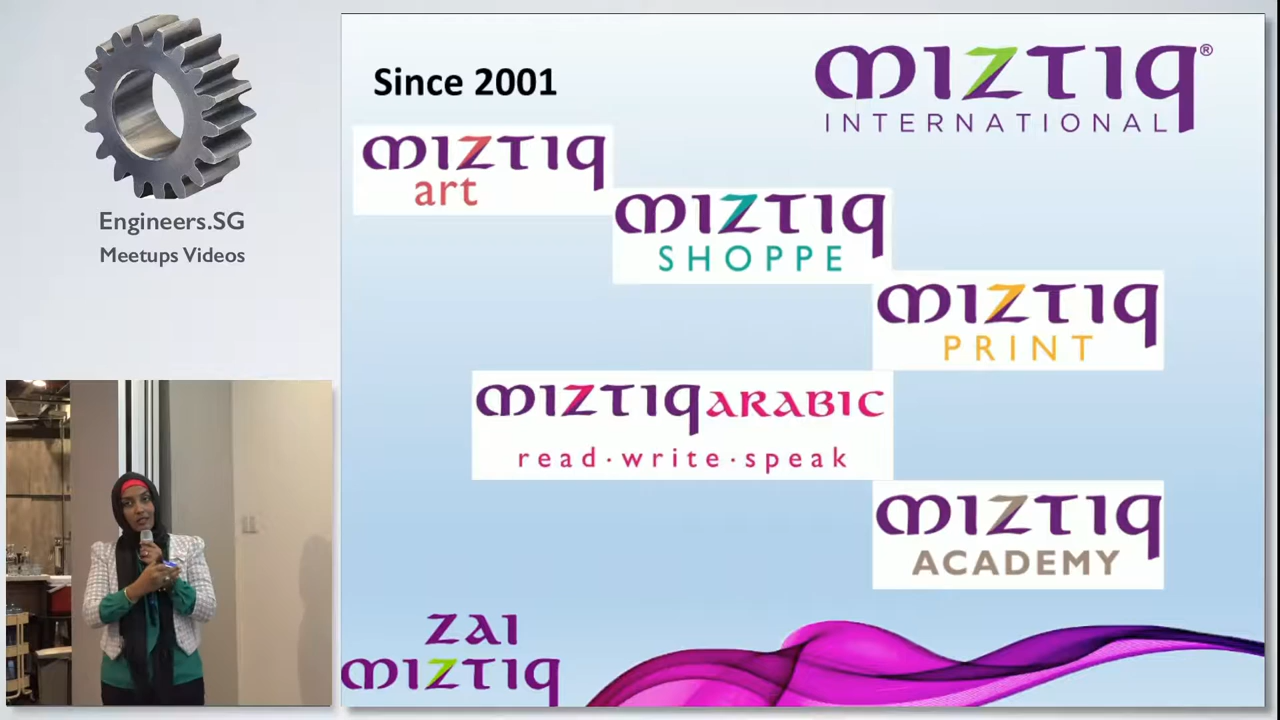 Engineers.SG
Meetups Videos
Since 2001
MIZTIQ®
INTERNATIONAL
MIZTIQ
art
MIZTIQ
SHOPPE
MIZTIQ
PRINT
MIZTIQ ARABIC
read·write·speak
MIZTIQ
ACADEMY
ZAI
MIZTIQ